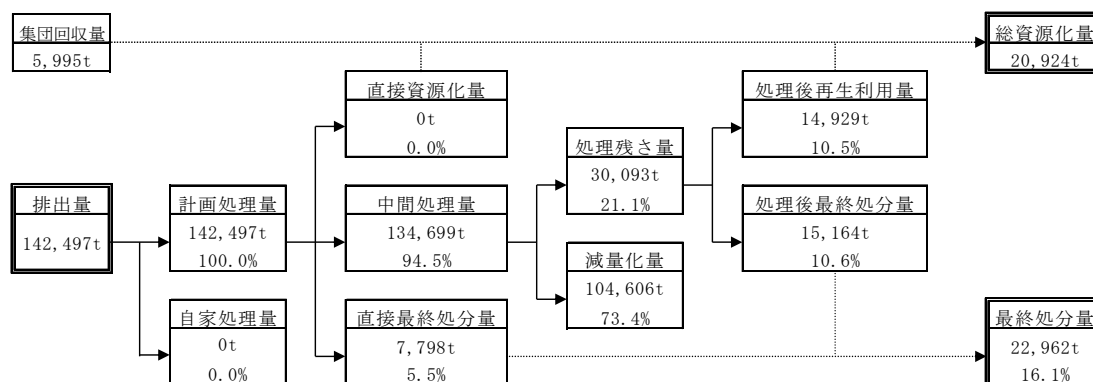 集団回収量
5,995t
総資源化量
20,924t
直接資源化量
0t
0.0%
処理後再生利用量
14,929t
10.5%
処理残さ量
30,093t
21.1%
排出量
142,497t
計画処理量
142,497t
100.0%
中間処理量
134,699t
94.5%
処理後最終処分量
15,164t
10.6%
減量化量
104,606t
73.4%
自家処理量
0t
0.0%
直接最終処分量
7,798t
5.5%
最終処分量
22,962t
16.1%